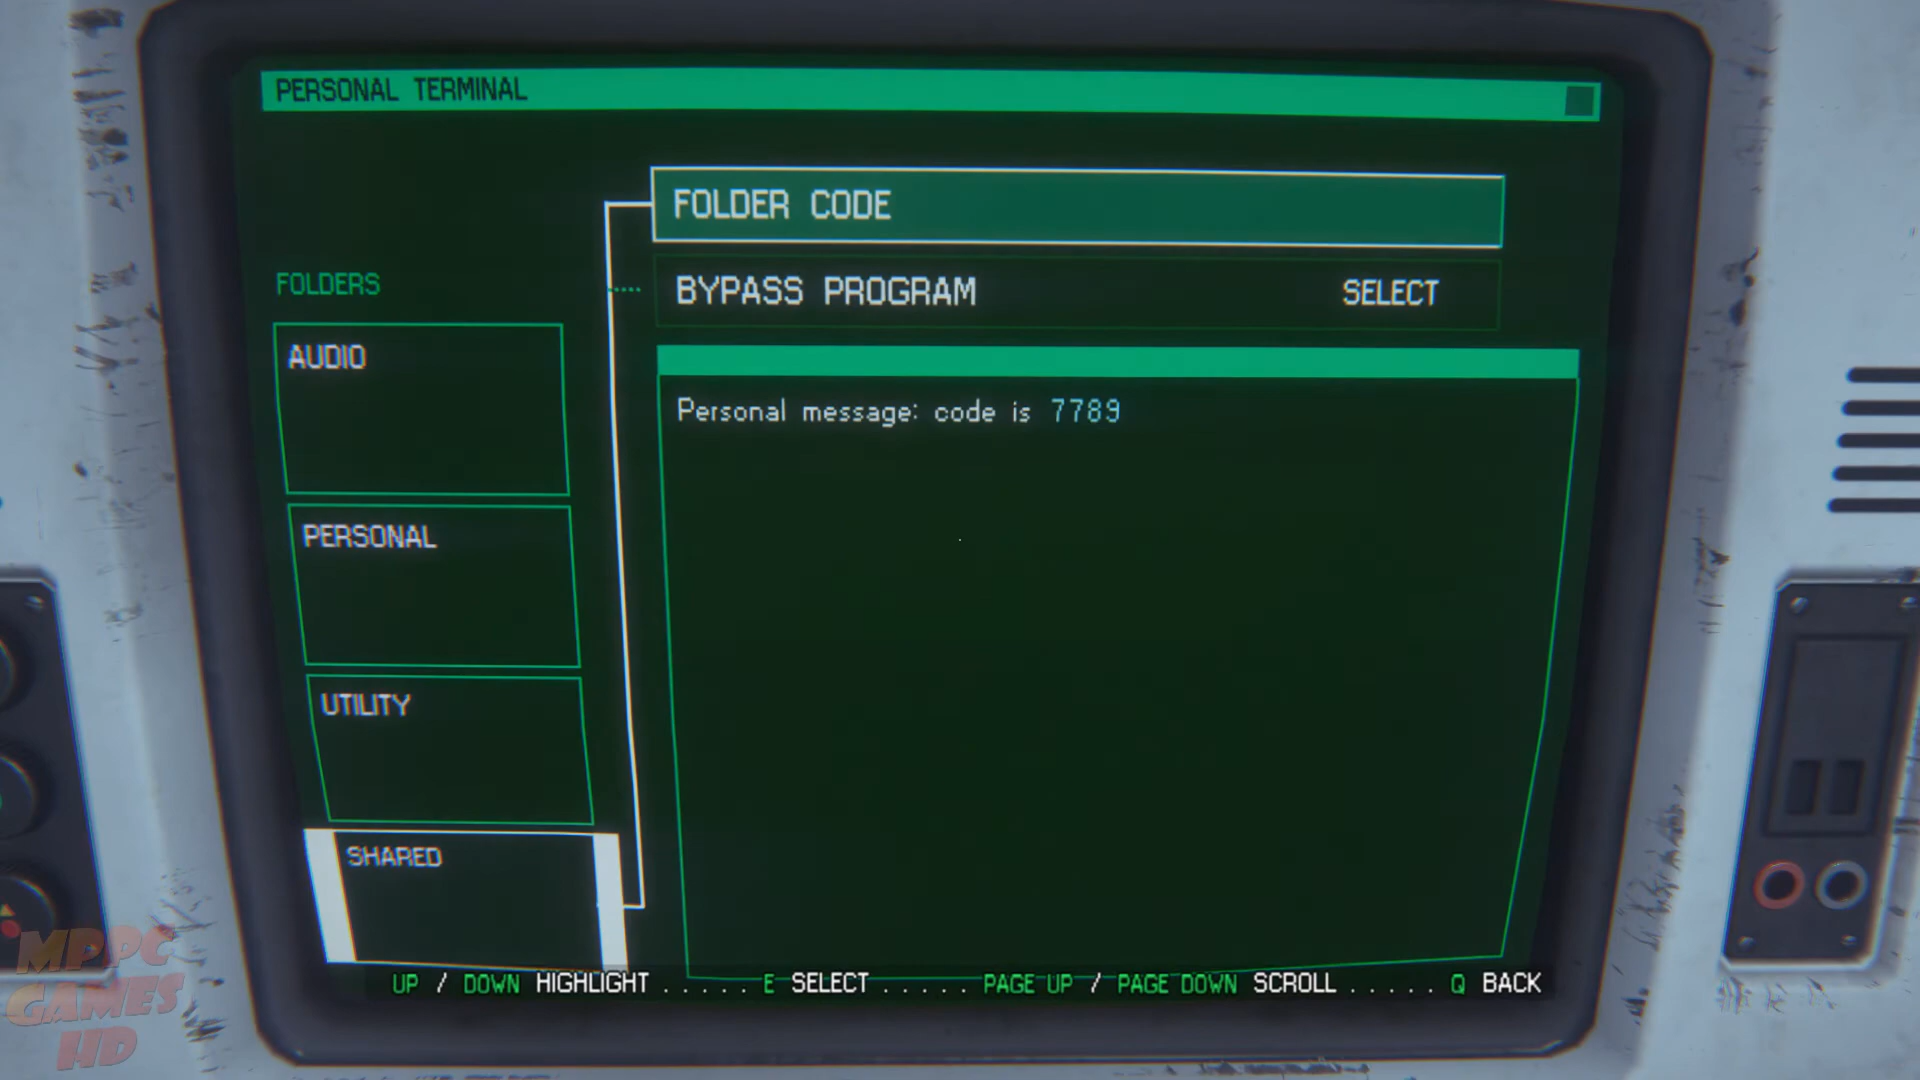 PERSONAL TERMINAL
FOLDER CODE
FOLDERS
BYPASS PROGRAM SELECT
AUDIO
Personal message: code is 7789
PERSONAL
UTILITY
SHARED
UP / DOWN HIGHLIGHT ..... E SELECT ..... PAGE UP / PAGE DOWN SCROLL ..... Q BACK
MPPC
GAMES
HD